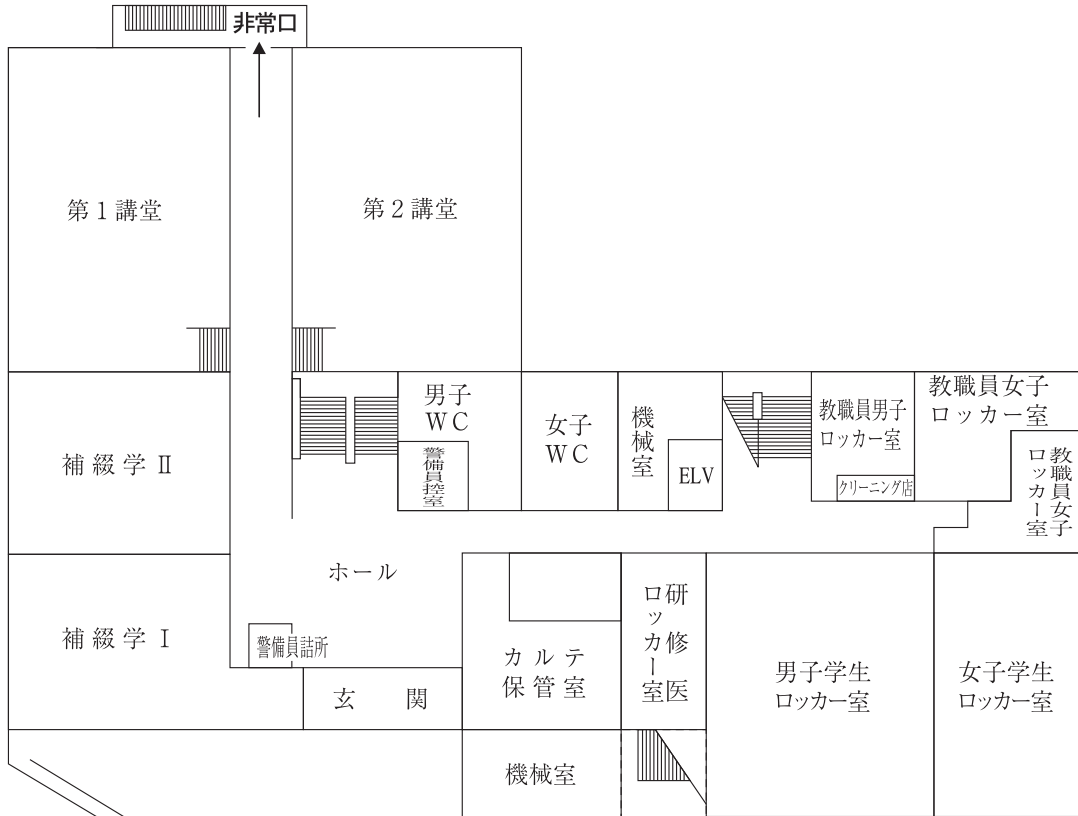 非常口
第1講堂
第2講堂
補綴学Ⅱ
男子
WC
警備員控室
女子
WC
機械室
ELV
教職員男子
ロッカー室
クリーニング店
教職員女子
ロッカー室
教職員女子
ロッカー室
補綴学Ⅰ
ホール
警備員詰所
玄関
カルテ
保管室
研修医
ロッカー室
男子学生
ロッカー室
女子学生
ロッカー室
機械室